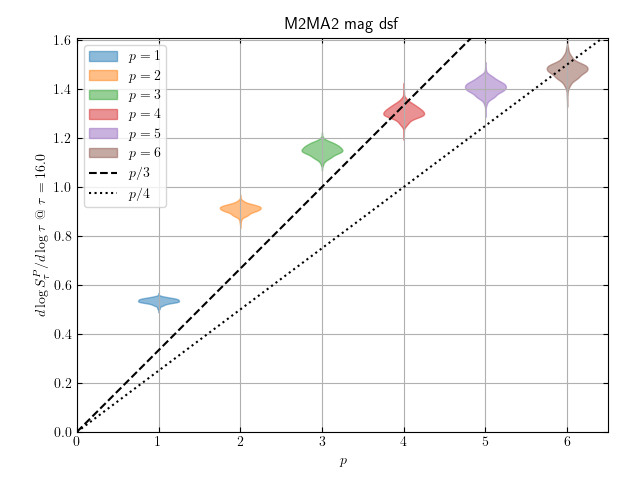 M2MA2 mag dsf
d log S_τ^P / d log τ @ τ = 16.0
1.6
1.4
1.2
1.0
0.8
0.6
0.4
0.2
0.0
p = 1
p = 2
p = 3
p = 4
p = 5
p = 6
p/3
p/4
0 1 2 3 4 5 6
p